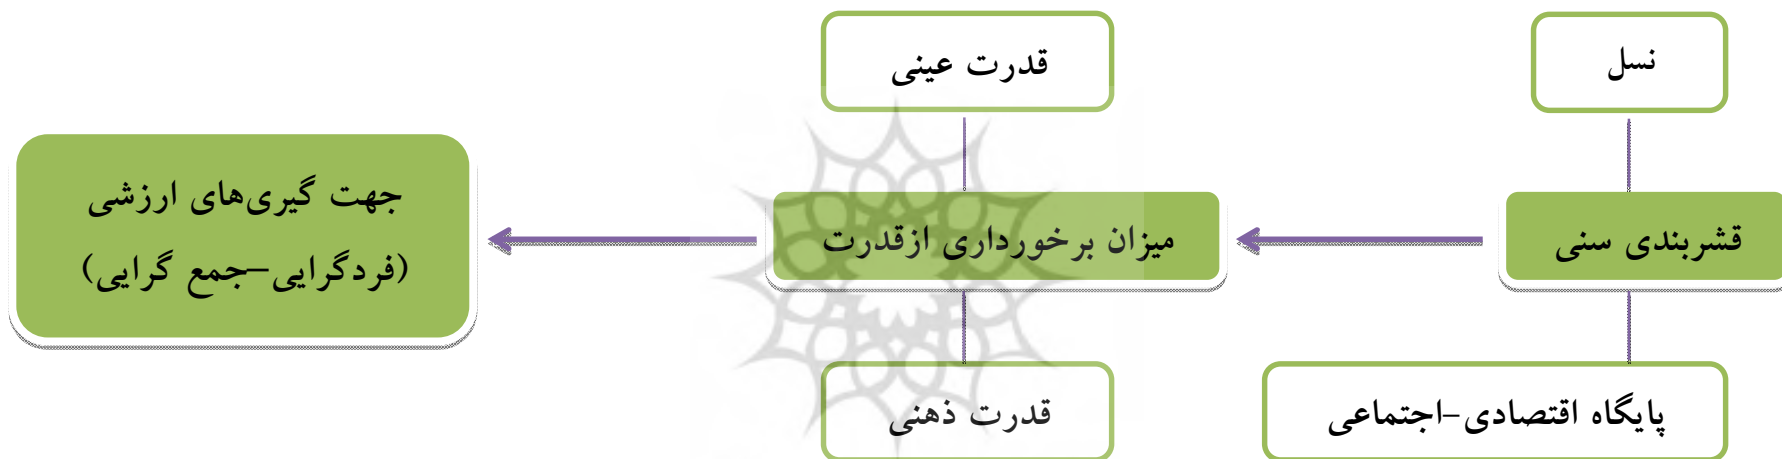 نسل
قدرت عینی
قشربندی سنی
میزان برخورداری ازقدرت
جهت گیری‌های ارزشی
(فردگرایی–جمع گرایی)
پایگاه اقتصادی-اجتماعی
قدرت ذهنی